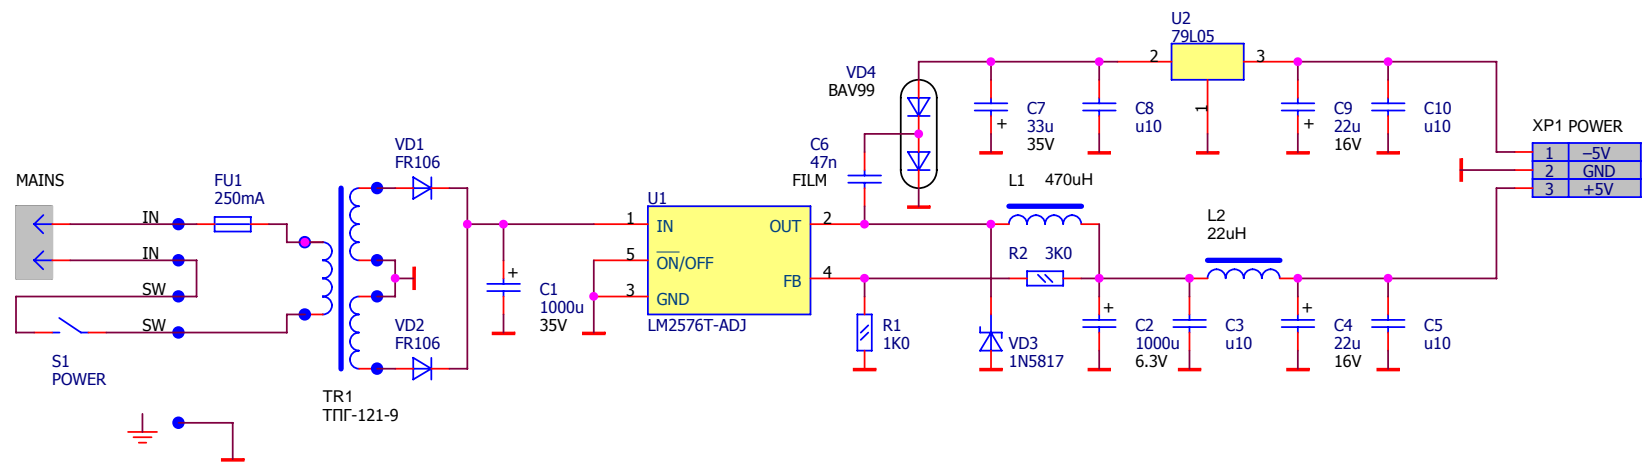 MAINS
IN
IN
SW
SW
S1
POWER
FU1
250mA
TR1
ТПГ-121-9
VD1
FR106
VD2
FR106
+
C1
1000u
35V
U1
1
IN
5
ON/OFF
3
GND
OUT
2
FB
4
LM2576T-ADJ
C6
47n
FILM
VD4
BAV99
R1
1K0
VD3
1N5817
L1
470uH
R2
3K0
+
C7
33u
35V
C8
u10
U2
79L05
2
3
1
+
C9
22u
16V
C10
u10
L2
22uH
+
C2
1000u
6.3V
C3
u10
+
C4
22u
16V
C5
u10
XP1 POWER
1 –5V
2 GND
3 +5V